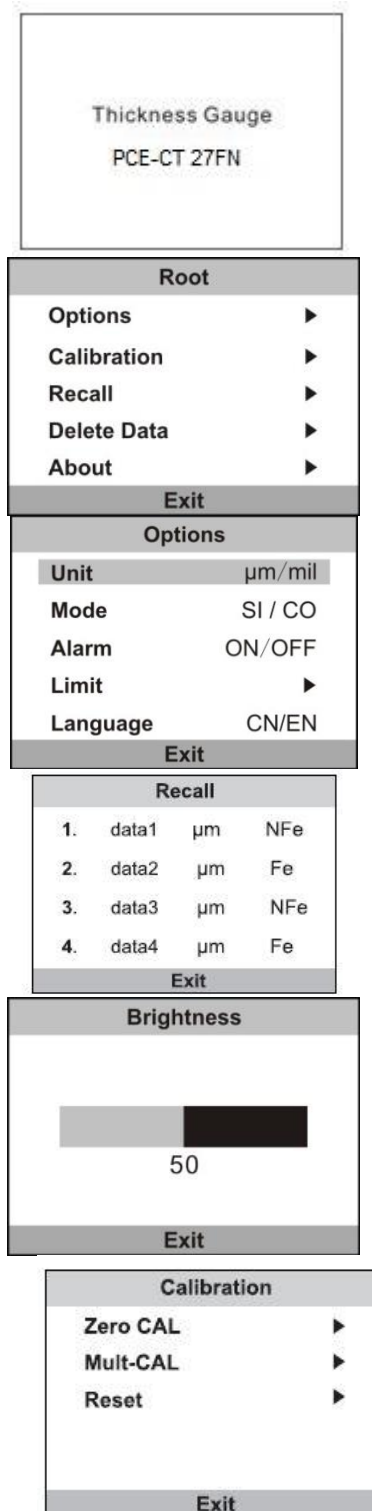 Thickness Gauge
PCE-CT 27FN
Root
Options ▶
Calibration ▶
Recall ▶
Delete Data ▶
About ▶
Exit
Options
Unit μm/mil
Mode SI / CO
Alarm ON/OFF
Limit ▶
Language CN/EN
Exit
Recall
1. data1 μm NFe
2. data2 μm Fe
3. data3 μm NFe
4. data4 μm Fe
Exit
Brightness
50
Exit
Calibration
Zero CAL ▶
Mult-CAL ▶
Reset ▶
Exit